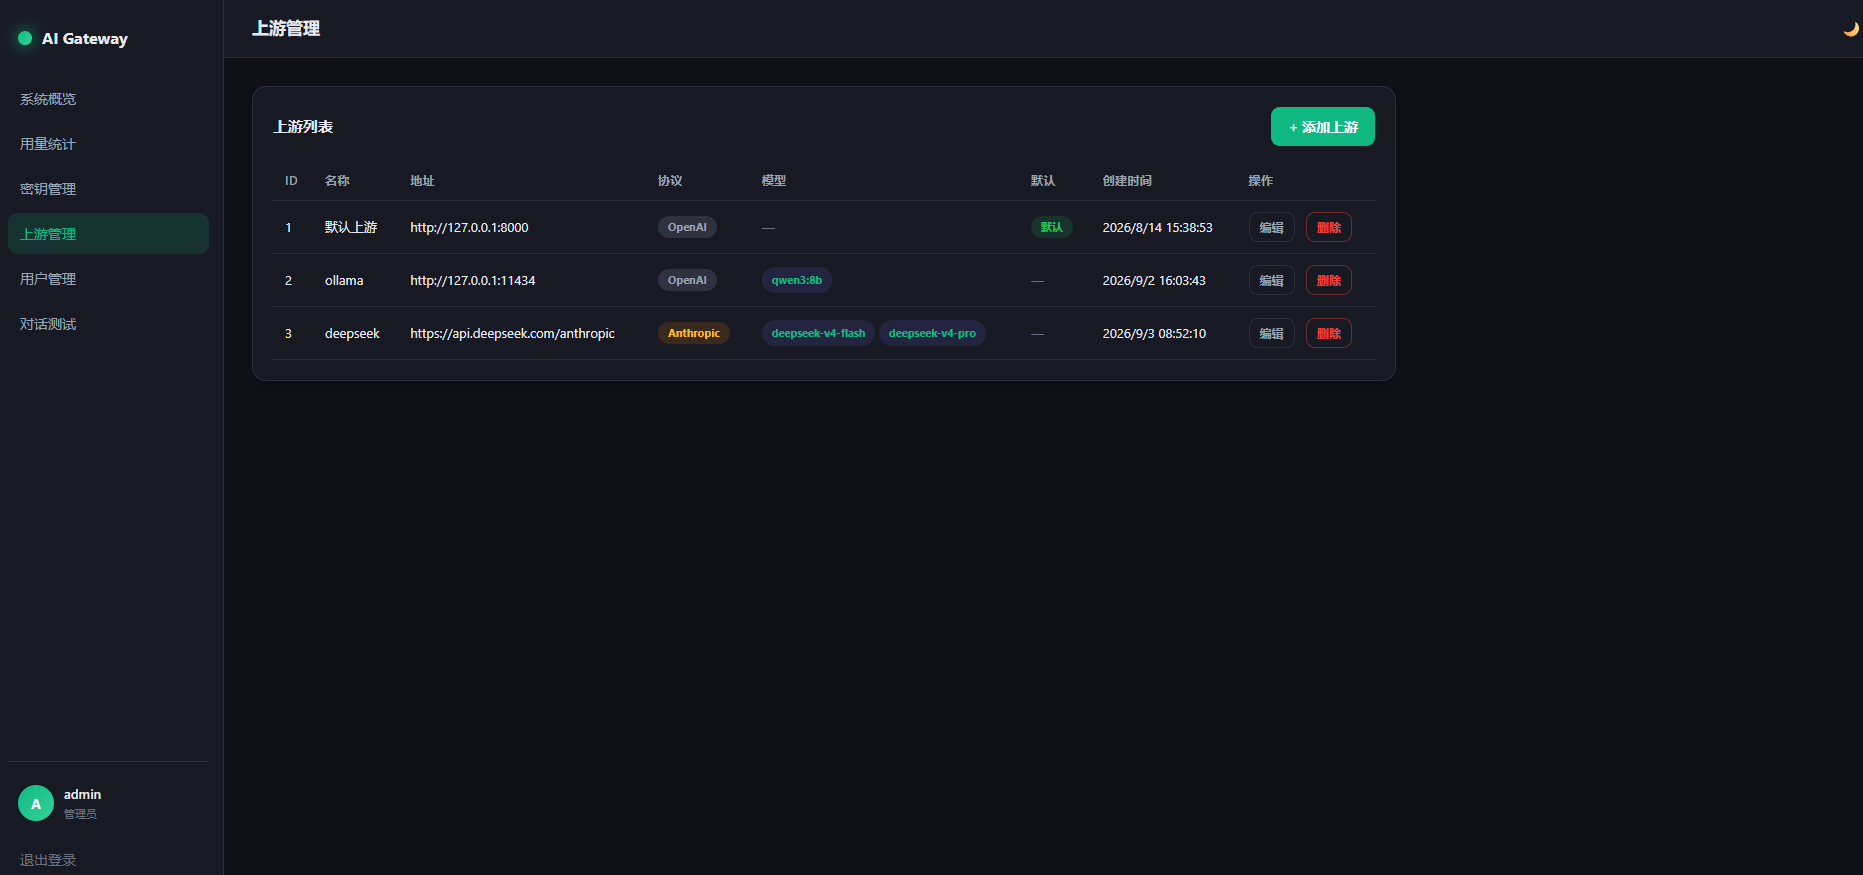 AI Gateway
系统概览
用量统计
密钥管理
上游管理
用户管理
对话测试
admin
A
管理员
退出登录
上游管理
上游列表
+ 添加上游
ID 名称 地址 协议 模型 默认 创建时间 操作
1 默认上游 http://127.0.0.1:8000 OpenAI — 默认 2026/8/14 15:38:53 编辑 删除
2 ollama http://127.0.0.1:11434 OpenAI qwen3:8b — 2026/9/2 16:03:43 编辑 删除
3 deepseek https://api.deepseek.com/anthropic Anthropic deepseek-v4-flash deepseek-v4-pro — 2026/9/3 08:52:10 编辑 删除